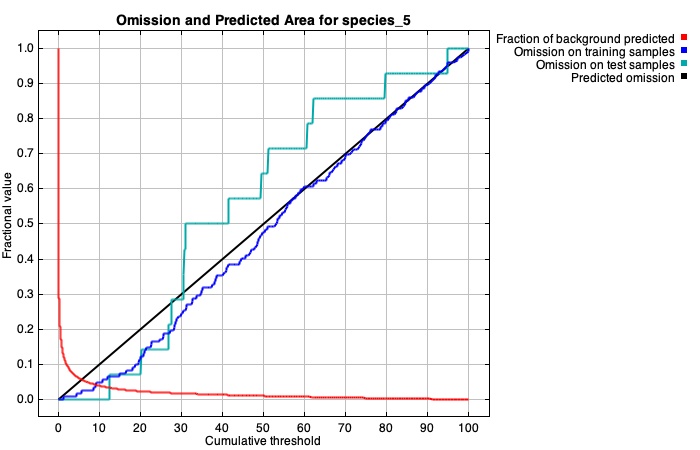 Omission and Predicted Area for species_5
Fraction of background predicted
Omission on training samples
Omission on test samples
Predicted omission
Fractional value
1.0
0.9
0.8
0.7
0.6
0.5
0.4
0.3
0.2
0.1
0.0
0 10 20 30 40 50 60 70 80 90 100
Cumulative threshold